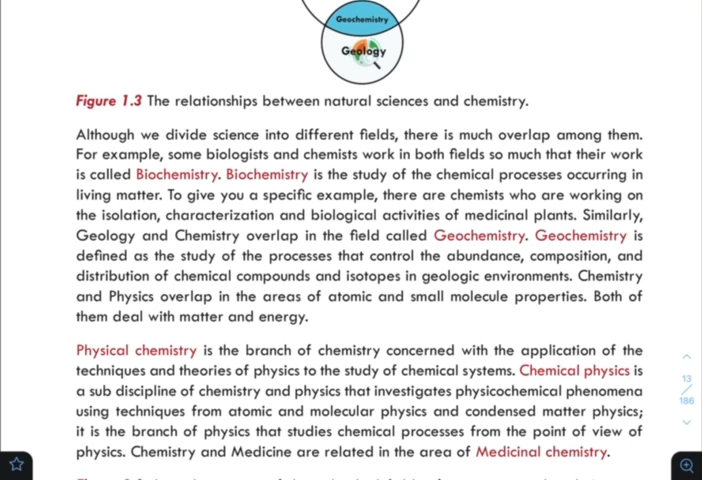 Geochemistry
Geology
Figure 1.3 The relationships between natural sciences and chemistry.
Although we divide science into different fields, there is much overlap among them.
For example, some biologists and chemists work in both fields so much that their work
is called Biochemistry. Biochemistry is the study of the chemical processes occurring in
living matter. To give you a specific example, there are chemists who are working on
the isolation, characterization and biological activities of medicinal plants. Similarly,
Geology and Chemistry overlap in the field called Geochemistry. Geochemistry is
defined as the study of the processes that control the abundance, composition, and
distribution of chemical compounds and isotopes in geologic environments. Chemistry
and Physics overlap in the areas of atomic and small molecule properties. Both of
them deal with matter and energy.
Physical chemistry is the branch of chemistry concerned with the application of the
techniques and theories of physics to the study of chemical systems. Chemical physics is
a sub discipline of chemistry and physics that investigates physicochemical phenomena
using techniques from atomic and molecular physics and condensed matter physics;
it is the branch of physics that studies chemical processes from the point of view of
physics. Chemistry and Medicine are related in the area of Medicinal chemistry.
13
186